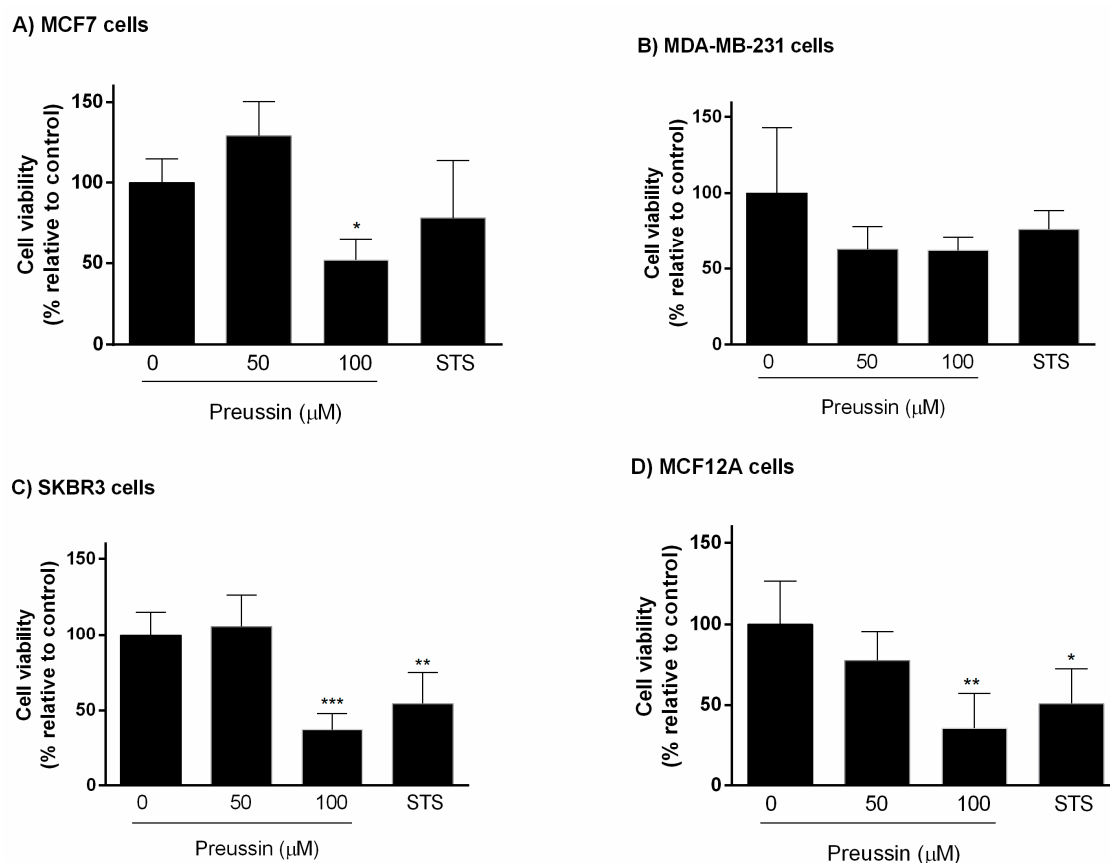 A) MCF7 cells
Cell viability
(% relative to control)
150
100
50
0
*
0 50 100 STS
Preussin (μM)
B) MDA-MB-231 cells
Cell viability
(% relative to control)
150
100
50
0
0 50 100 STS
Preussin (μM)
C) SKBR3 cells
Cell viability
(% relative to control)
150
100
50
0
***
**
0 50 100 STS
Preussin (μM)
D) MCF12A cells
Cell viability
(% relative to control)
150
100
50
0
**
*
0 50 100 STS
Preussin (μM)